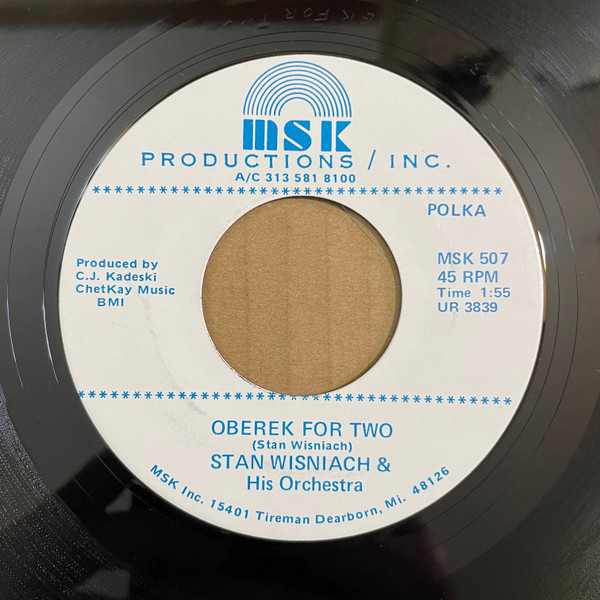 msk
PRODUCTIONS / INC.
A/C 313 581 8100
************************************************
POLKA
Produced by
C.J. Kadeski
ChetKay Music
BMI
MSK 507
45 RPM
Time 1:55
UR 3839
************************************************
OBEREK FOR TWO
(Stan Wisniach)
STAN WISNIACH &
His Orchestra
MSK Inc. 15401 Tireman Dearborn, Mi. 48126